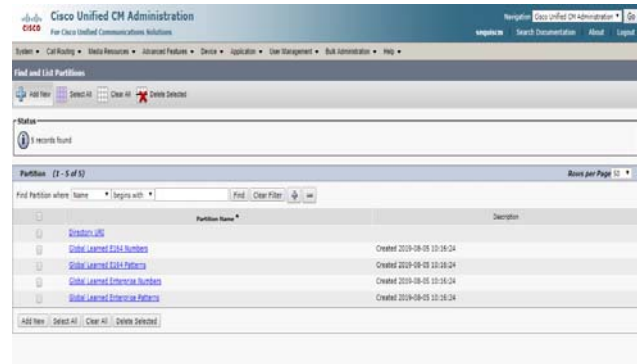 Cisco Unified CM Administration
For Cisco Unified Communications Solutions
CISCO
Navigation Cisco Unified CM Administration Go
Search Documentation About Logout
System Call Routing Media Resources Advanced Features Device Application User Management Bulk Administration Help
Find and List Partitions
Add New Select All Clear All Delete Selected
Status
5 records found
Partition (1 - 5 of 5)
Rows per Page
Find Partition where Name begins with Find Clear Filter
Partition Name Description
Directory URI
Global Learned E164 Numbers Created 2019-08-05 10:16:24
Global Learned E164 Patterns Created 2019-08-05 10:16:24
Global Learned Enterprise Numbers Created 2019-08-05 10:16:24
Global Learned Enterprise Patterns Created 2019-08-05 10:16:24
Add New Select All Clear All Delete Selected